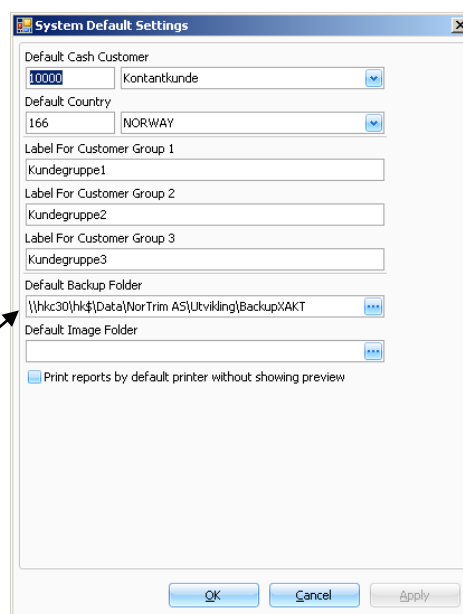 System Default Settings
Default Cash Customer
10000 Kontantkunde
Default Country
166 NORWAY
Label For Customer Group 1
Kundegruppe1
Label For Customer Group 2
Kundegruppe2
Label For Customer Group 3
Kundegruppe3
Default Backup Folder
\\hkc30\hk$\Data\NorTrim AS\Utvikling\BackupXAKT ...
Default Image Folder
...
Print reports by default printer without showing preview
OK Cancel Apply